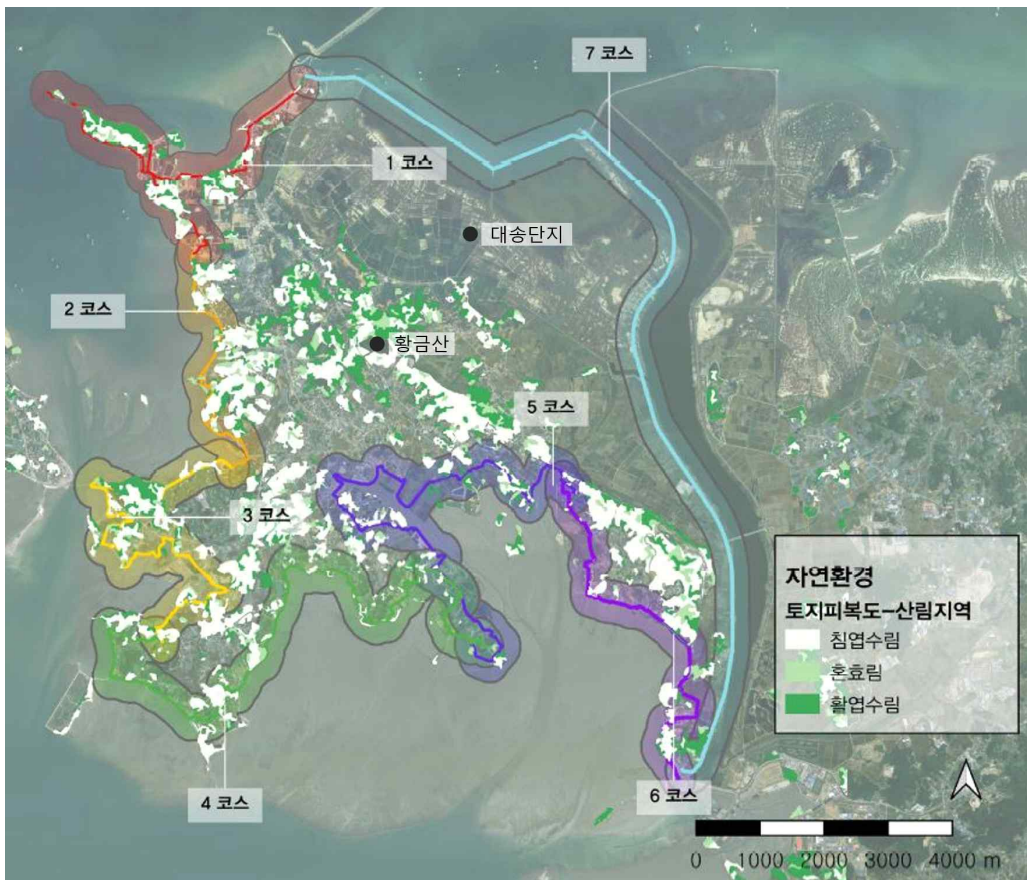 7 코스
1 코스
대송단지
2 코스
황금산
5 코스
3 코스
자연환경
토지피복도-산림지역
침엽수림
혼효림
활엽수림
4 코스
6 코스
0 1000 2000 3000 4000 m